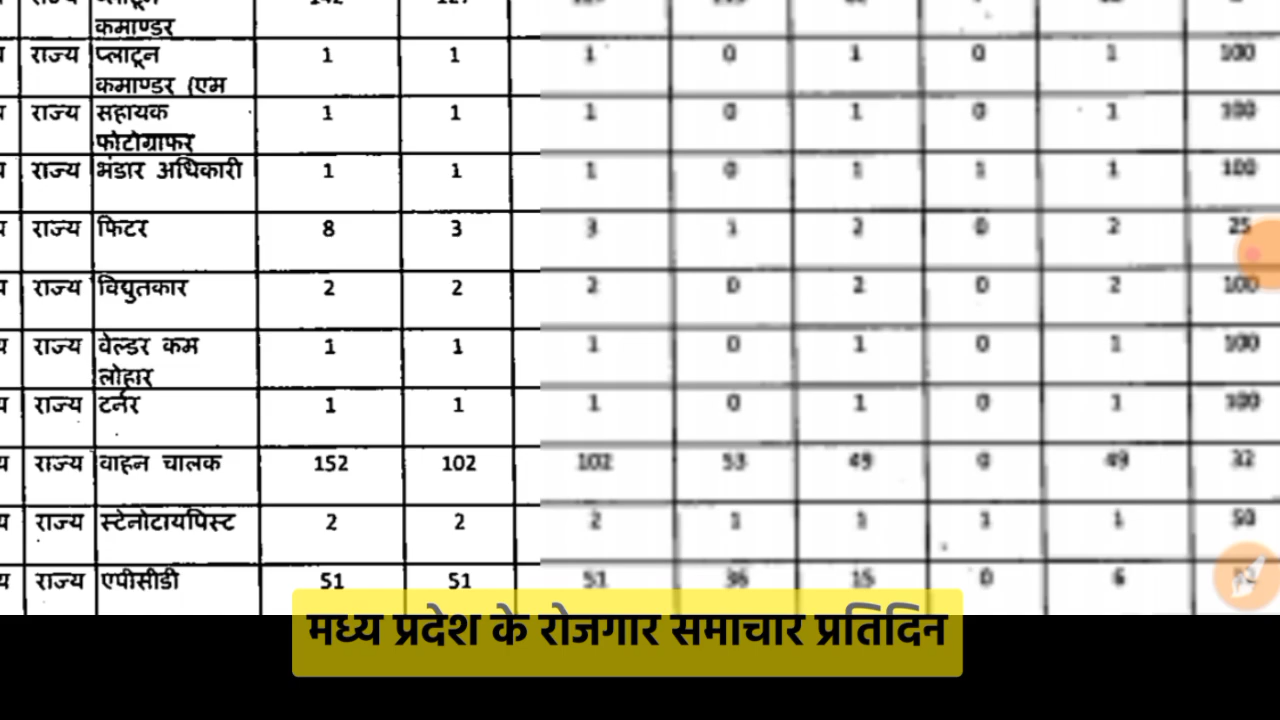 कमाण्डर
राज्य प्लाटून 1 1 1 0 1 0 1 100
कमाण्डर (एम
राज्य सहायक 1 1 1 0 1 0 1 100
फोटोग्राफर
राज्य भंडार अधिकारी 1 1 1 0 1 1 1 100
राज्य फिटर 8 3 3 1 2 0 2 25
राज्य विद्युतकार 2 2 2 0 2 0 2 100
राज्य वेल्डर कम 1 1 1 0 1 0 1 100
लोहार
राज्य टर्नर 1 1 1 0 1 0 1 100
राज्य वाहन चालक 152 102 102 53 49 0 49 32
राज्य स्टेनोटायपिस्ट 2 2 2 1 1 1 1 50
राज्य एपीसीडी 51 51 51 36 15 0 6
मध्य प्रदेश के रोजगार समाचार प्रतिदिन